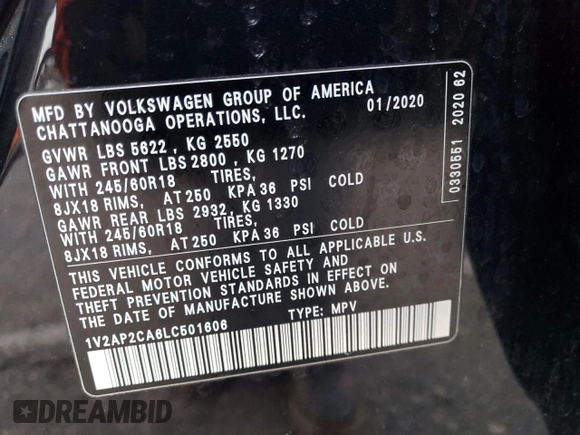 MFD BY VOLKSWAGEN GROUP OF AMERICA
CHATTANOOGA OPERATIONS, LLC. 01/2020
GVWR LBS 5622 , KG 2550
GAWR FRONT LBS 2800 , KG 1270
WITH 245/60R18 TIRES,
8JX18 RIMS, AT 250 KPA 36 PSI COLD
GAWR REAR LBS 2932, KG 1330
WITH 245/60R18 TIRES,
8JX18 RIMS, AT 250 KPA 36 PSI COLD
THIS VEHICLE CONFORMS TO ALL APPLICABLE U.S.
FEDERAL MOTOR VEHICLE SAFETY AND
THEFT PREVENTION STANDARDS IN EFFECT ON
THE DATE OF MANUFACTURE SHOWN ABOVE.
1V2AP2CA6LC501606 TYPE: MPV
0330551 2020 62
DREAMBID